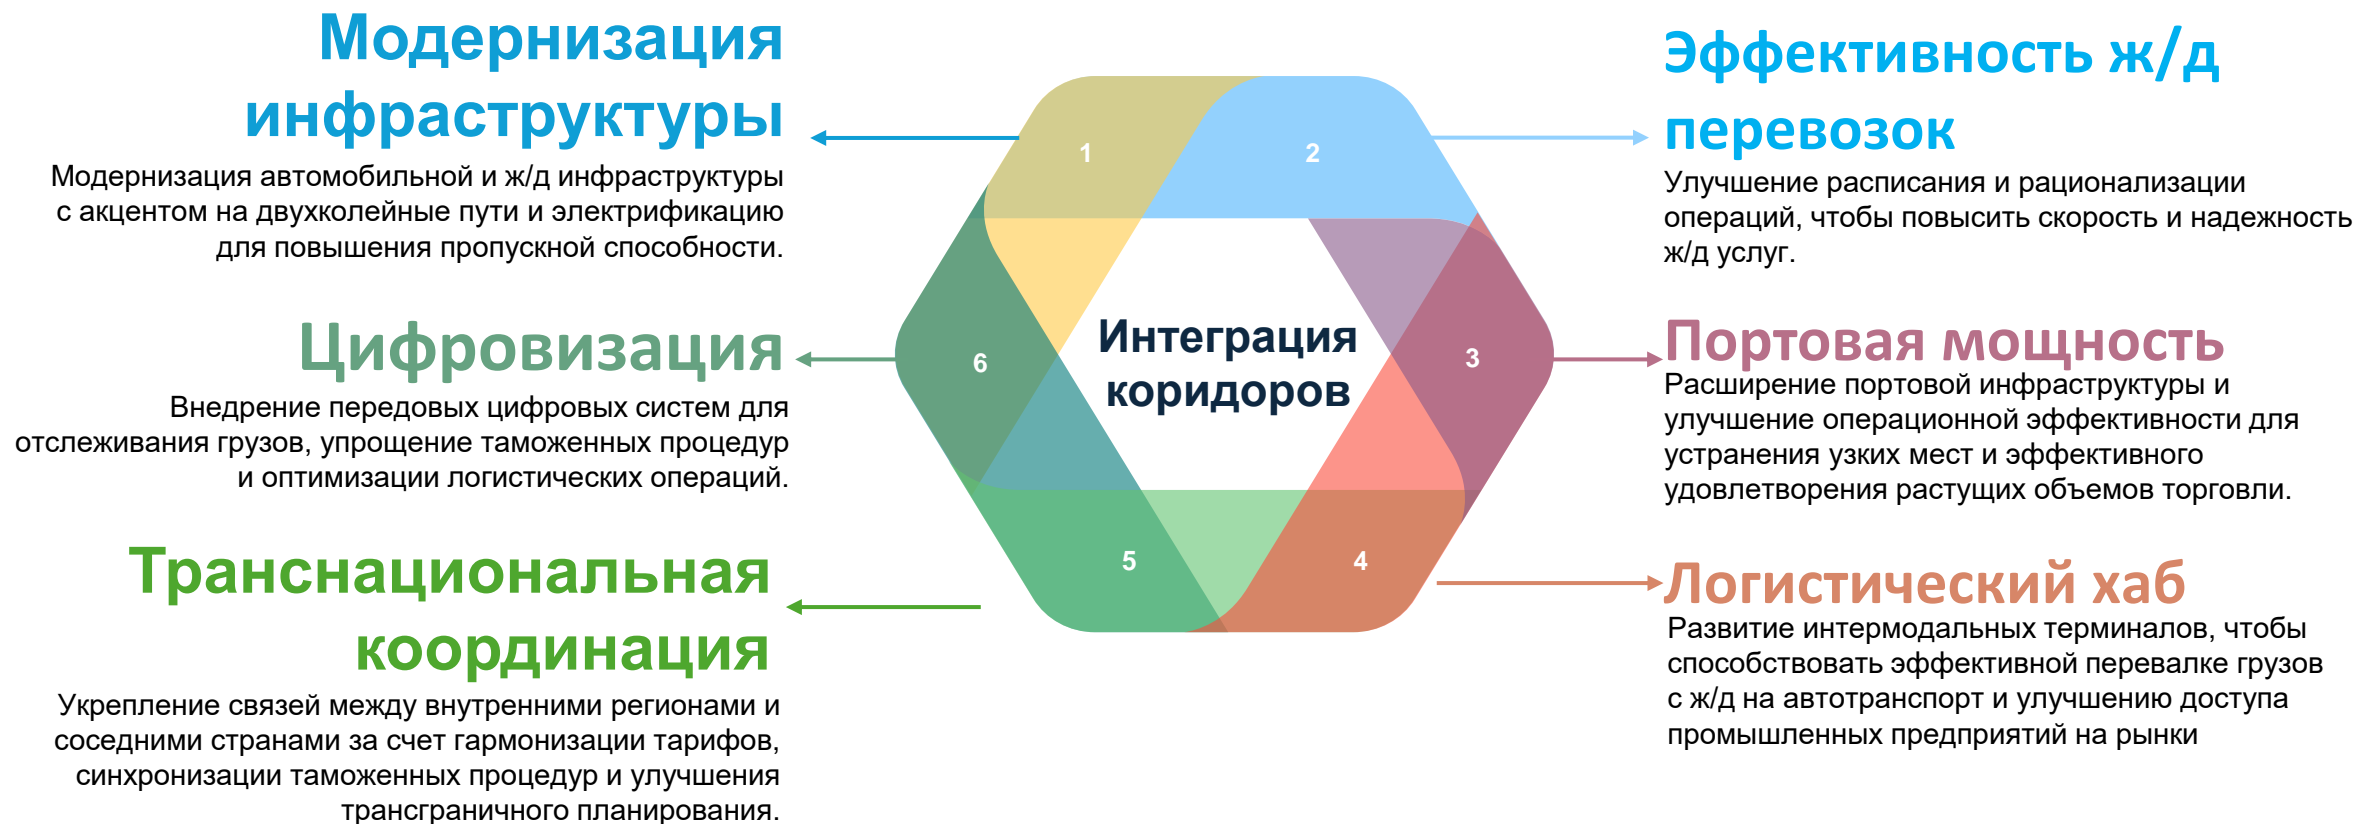 Модернизация
инфраструктуры
Модернизация автомобильной и ж/д инфраструктуры
с акцентом на двухколейные пути и электрификацию
для повышения пропускной способности.
Цифровизация
Внедрение передовых цифровых систем для
отслеживания грузов, упрощение таможенных процедур
и оптимизации логистических операций.
Транснациональная
координация
Укрепление связей между внутренними регионами и
соседними странами за счет гармонизации тарифов,
синхронизации таможенных процедур и улучшения
трансграничного планирования.
1
2
3
4
5
6
Интеграция
коридоров
Эффективность ж/д
перевозок
Улучшение расписания и рационализации
операций, чтобы повысить скорость и надежность
ж/д услуг.
Портовая мощность
Расширение портовой инфраструктуры и
улучшение операционной эффективности для
устранения узких мест и эффективного
удовлетворения растущих объемов торговли.
Логистический хаб
Развитие интермодальных терминалов, чтобы
способствовать эффективной перевалке грузов
с ж/д на автотранспорт и улучшению доступа
промышленных предприятий на рынки